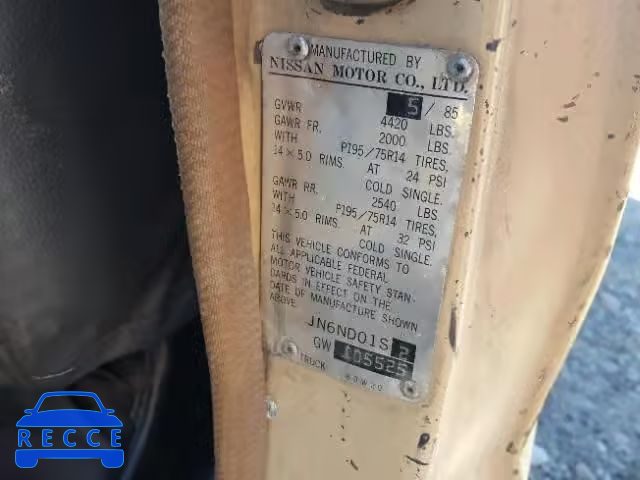 MANUFACTURED BY
NISSAN MOTOR CO., LTD.
5 / 85
GVWR 4420 LBS.
GAWR FR. 2000 LBS.
WITH P195/75R14 TIRES,
14 × 5.0 RIMS. AT 24 PSI
COLD SINGLE.
GAWR RR. 2540 LBS.
WITH P195/75R14 TIRES,
14 × 5.0 RIMS. AT 32 PSI
COLD SINGLE.
THIS VEHICLE CONFORMS TO
ALL APPLICABLE FEDERAL
MOTOR VEHICLE SAFETY STAN-
DARDS IN EFFECT ON THE
DATE OF MANUFACTURE SHOWN
ABOVE
JN6ND01S2
GW 105525
TRUCK
RECCE